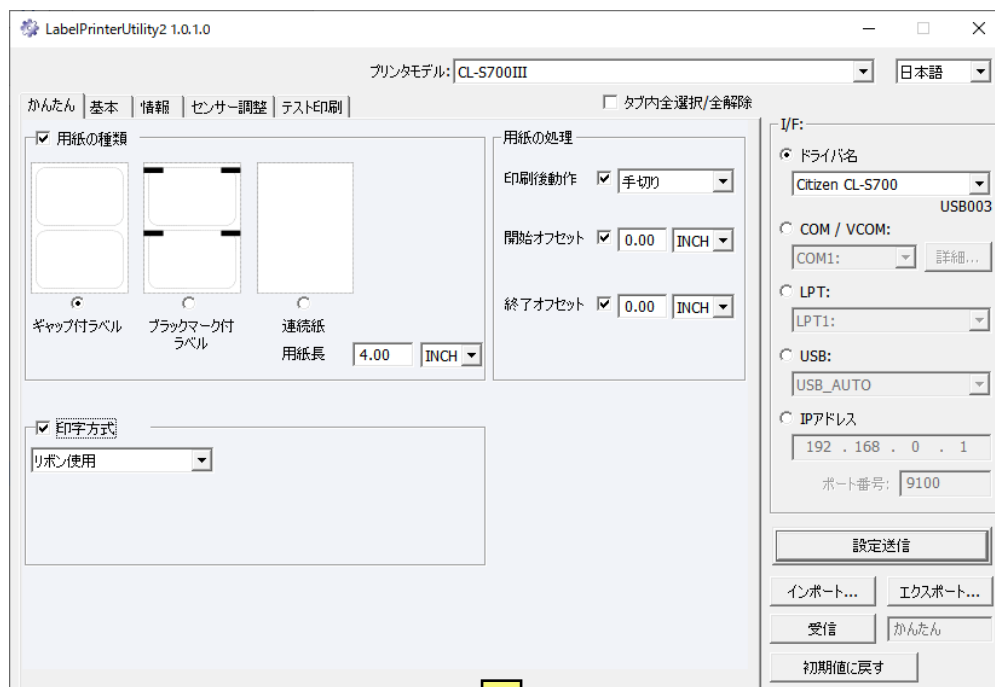 LabelPrinterUtility2 1.0.1.0
プリンタモデル: CL-S700III 日本語
かんたん 基本 情報 センサー調整 テスト印刷 タブ内全選択/全解除
用紙の種類
ギャップ付ラベル
ブラックマーク付
ラベル
連続紙
用紙長 4.00 INCH
用紙の処理
印刷後動作 手切り
開始オフセット 0.00 INCH
終了オフセット 0.00 INCH
印字方式
リボン使用
I/F:
ドライバ名
Citizen CL-S700
USB003
COM / VCOM:
COM1: 詳細...
LPT:
LPT1:
USB:
USB_AUTO
IPアドレス
192 . 168 . 0 . 1
ポート番号: 9100
設定送信
インポート... エクスポート...
受信 かんたん
初期値に戻す